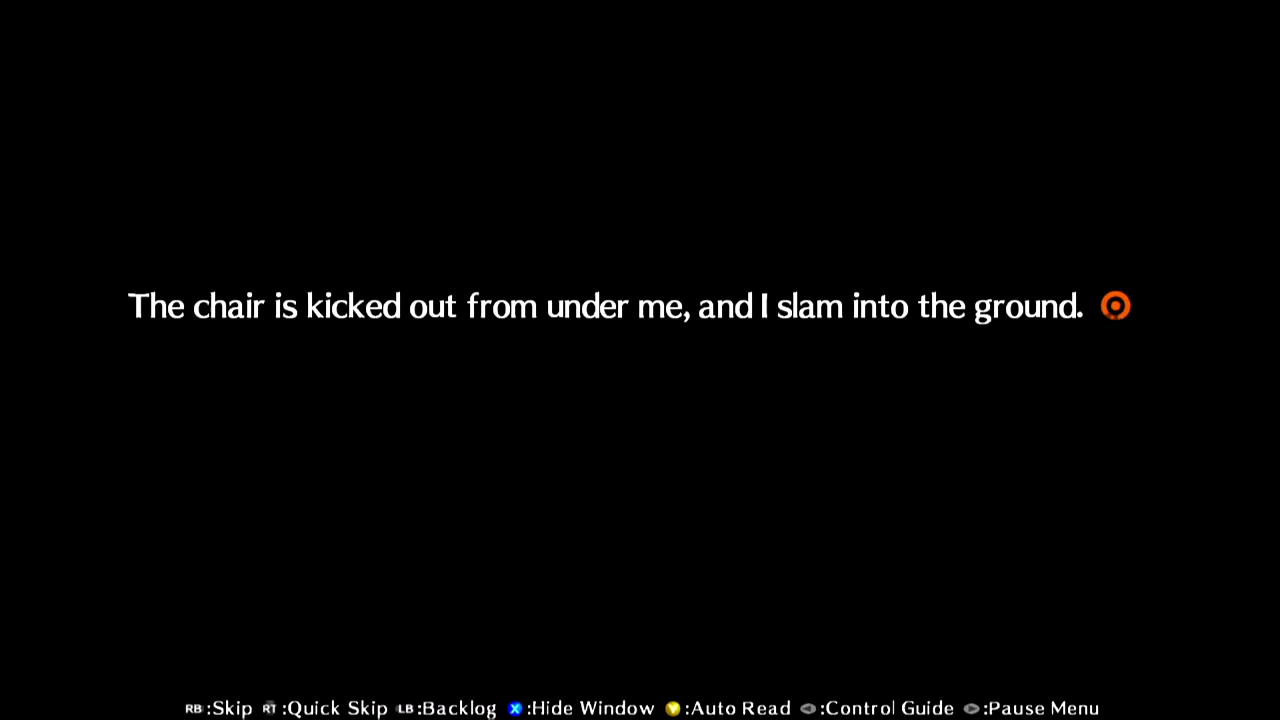 The chair is kicked out from under me, and I slam into the ground.
RB :Skip RT :Quick Skip LB :Backlog X :Hide Window Y :Auto Read :Control Guide :Pause Menu